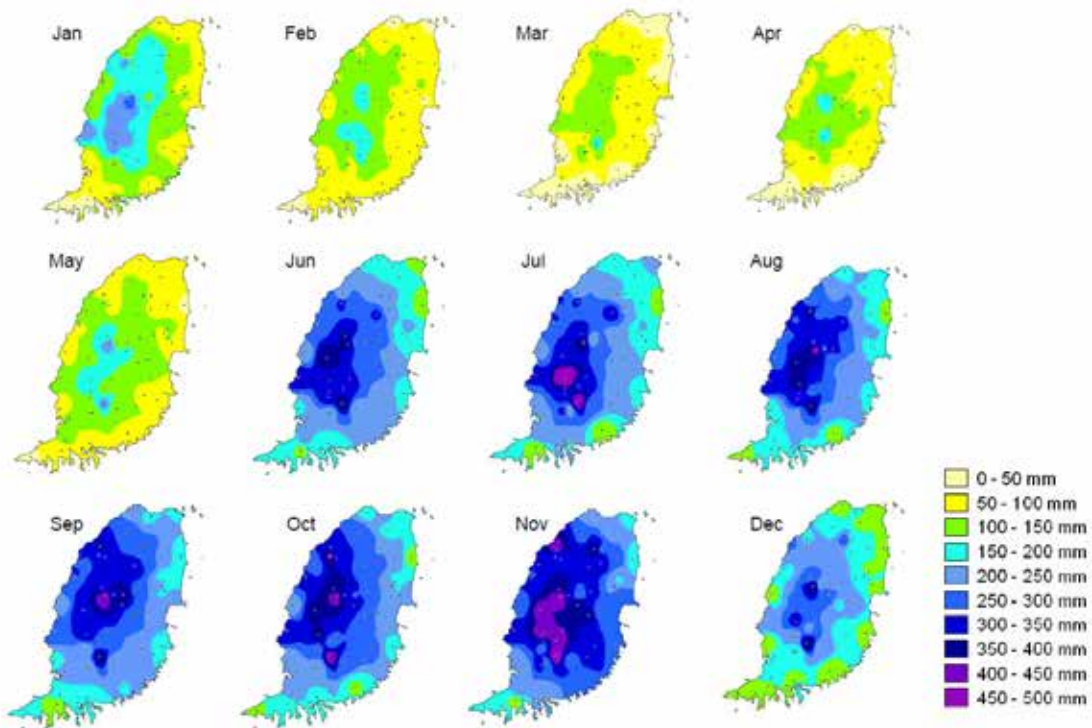 Jan
Feb
Mar
Apr
May
Jun
Jul
Aug
Sep
Oct
Nov
Dec
0 - 50 mm
50 - 100 mm
100 - 150 mm
150 - 200 mm
200 - 250 mm
250 - 300 mm
300 - 350 mm
350 - 400 mm
400 - 450 mm
450 - 500 mm